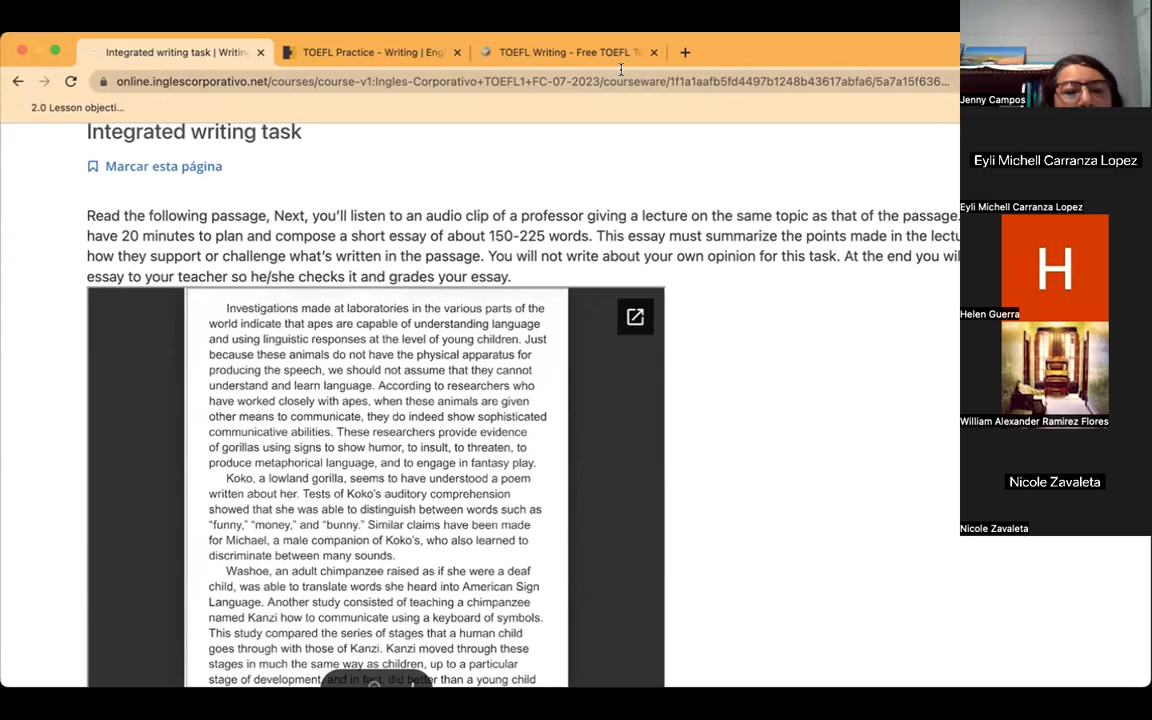 Integrated writing task | Writin
TOEFL Practice - Writing | Eng
TOEFL Writing - Free TOEFL Te
online.inglescorporativo.net/courses/course-v1:Ingles-Corporativo+TOEFL1+FC-07-2023/courseware/1f1a1aafb5fd4497b1248b43617abfa6/5a7a15f636...
2.0 Lesson objecti...
Integrated writing task
Marcar esta página
Read the following passage, Next, you'll listen to an audio clip of a professor giving a lecture on the same topic as that of the passage.
have 20 minutes to plan and compose a short essay of about 150-225 words. This essay must summarize the points made in the lectu
how they support or challenge what's written in the passage. You will not write about your own opinion for this task. At the end you wil
essay to your teacher so he/she checks it and grades your essay.
Investigations made at laboratories in the various parts of the
world indicate that apes are capable of understanding language
and using linguistic responses at the level of young children. Just
because these animals do not have the physical apparatus for
producing the speech, we should not assume that they cannot
understand and learn language. According to researchers who
have worked closely with apes, when these animals are given
other means to communicate, they do indeed show sophisticated
communicative abilities. These researchers provide evidence
of gorillas using signs to show humor, to insult, to threaten, to
produce metaphorical language, and to engage in fantasy play.
Koko, a lowland gorilla, seems to have understood a poem
written about her. Tests of Koko's auditory comprehension
showed that she was able to distinguish between words such as
"funny," "money," and "bunny." Similar claims have been made
for Michael, a male companion of Koko's, who also learned to
discriminate between many sounds.
Washoe, an adult chimpanzee raised as if she were a deaf
child, was able to translate words she heard into American Sign
Language. Another study consisted of teaching a chimpanzee
named Kanzi how to communicate using a keyboard of symbols.
This study compared the series of stages that a human child
goes through with those of Kanzi. Kanzi moved through these
stages in much the same way as children, up to a particular
stage of development, and in fact, did better than a young child
Jenny Campos
Eyli Michell Carranza Lopez
Eyli Michell Carranza Lopez
H
Helen Guerra
William Alexander Ramirez Flores
Nicole Zavaleta
Nicole Zavaleta